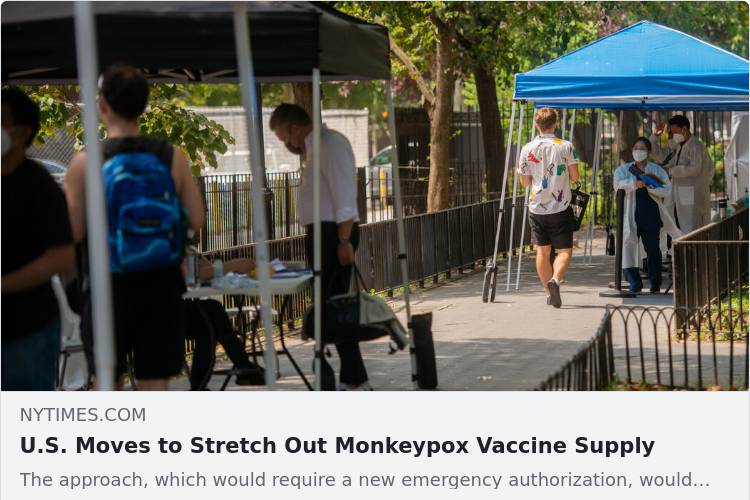 NYTIMES.COM
U.S. Moves to Stretch Out Monkeypox Vaccine Supply
The approach, which would require a new emergency authorization, would...